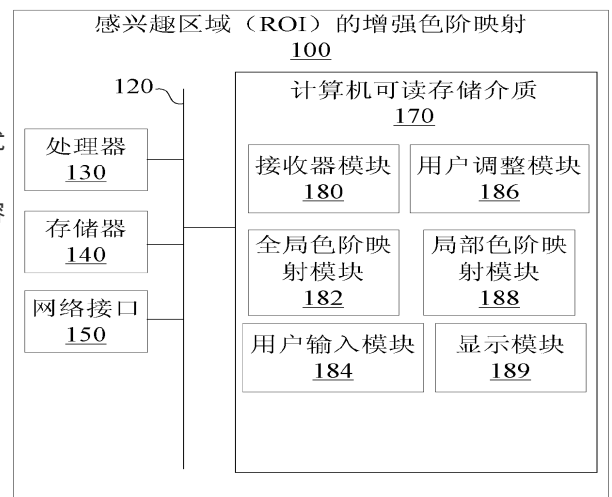 感兴趣区域（ROI）的增强色阶映射
100
120
处理器
130
存储器
140
网络接口
150
计算机可读存储介质
170
接收器模块
180
用户调整模块
186
全局色阶映
射模块
182
局部色阶映
射模块
188
用户输入模块
184
显示模块
189